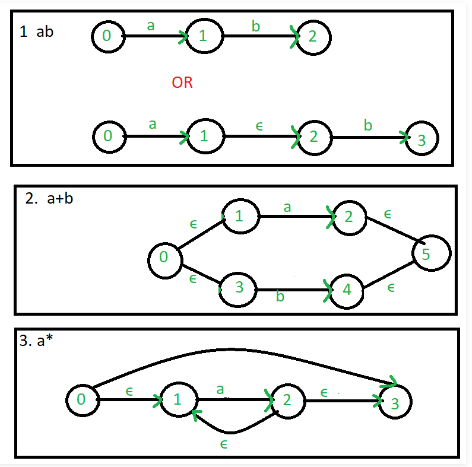 1 ab
a b
0 1 2
OR
a ϵ b
0 1 2 3
2. a+b
ϵ 1 a 2 ϵ
0 5
ϵ 3 b 4 ϵ
3. a*
ϵ a ϵ
0 1 2 3
ϵ